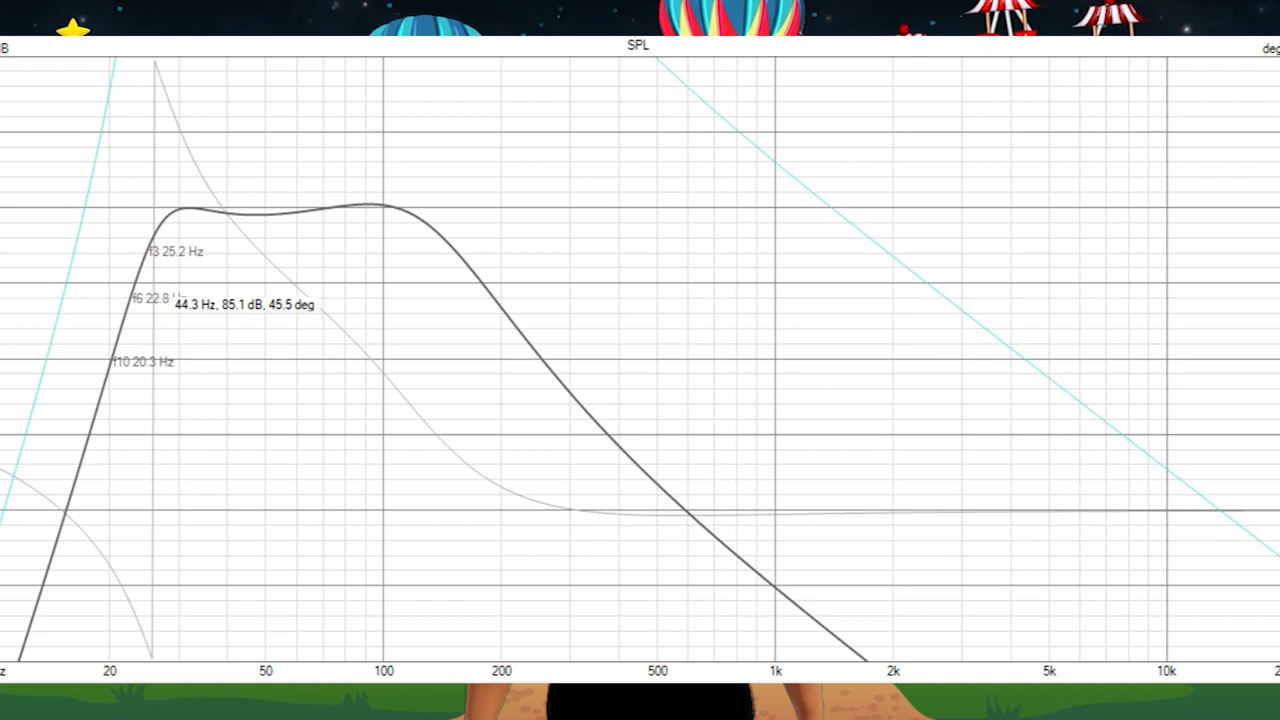 SPL
f3 25.2 Hz
f6 22.8
44.3 Hz, 85.1 dB, 45.5 deg
f10 20.3 Hz
20 50 100 200 500 1k 2k 5k 10k